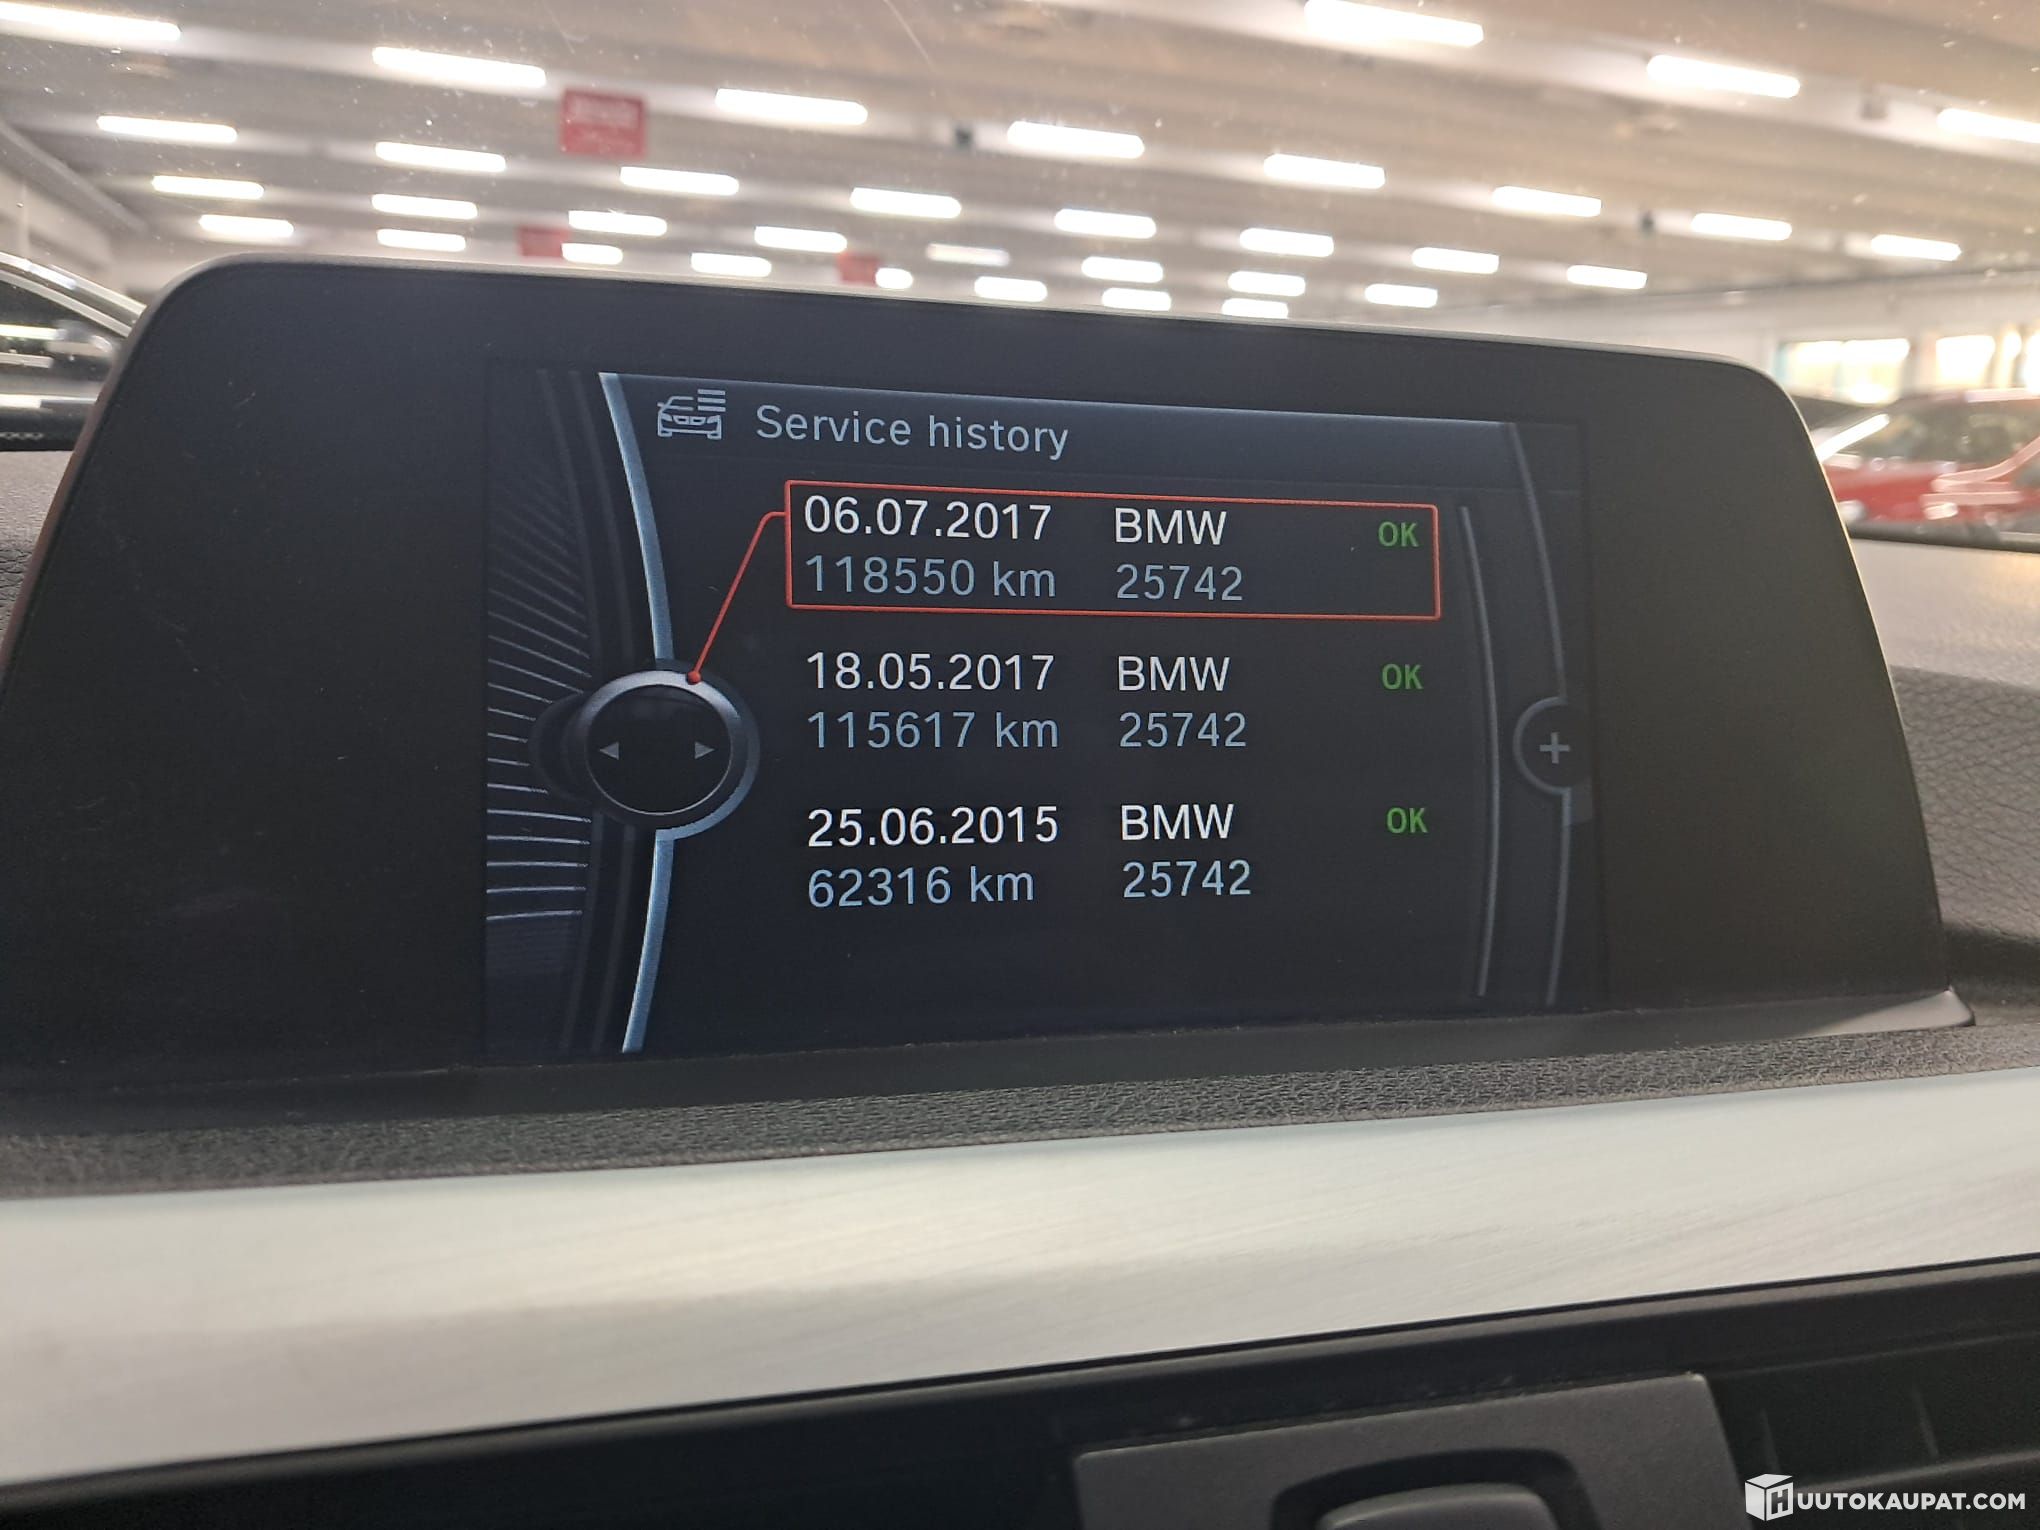 Service history
06.07.2017 BMW OK
118550 km 25742
18.05.2017 BMW OK
115617 km 25742
25.06.2015 BMW OK
62316 km 25742
+
HUUTOKAUPAT.COM